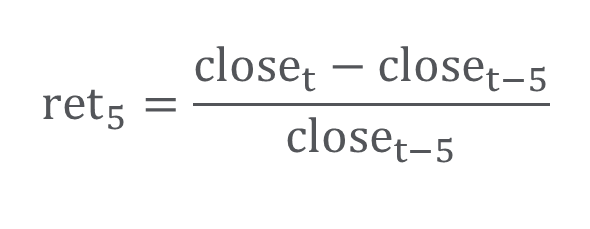 ret₅ = (closeₜ − closeₜ₋₅) / closeₜ₋₅